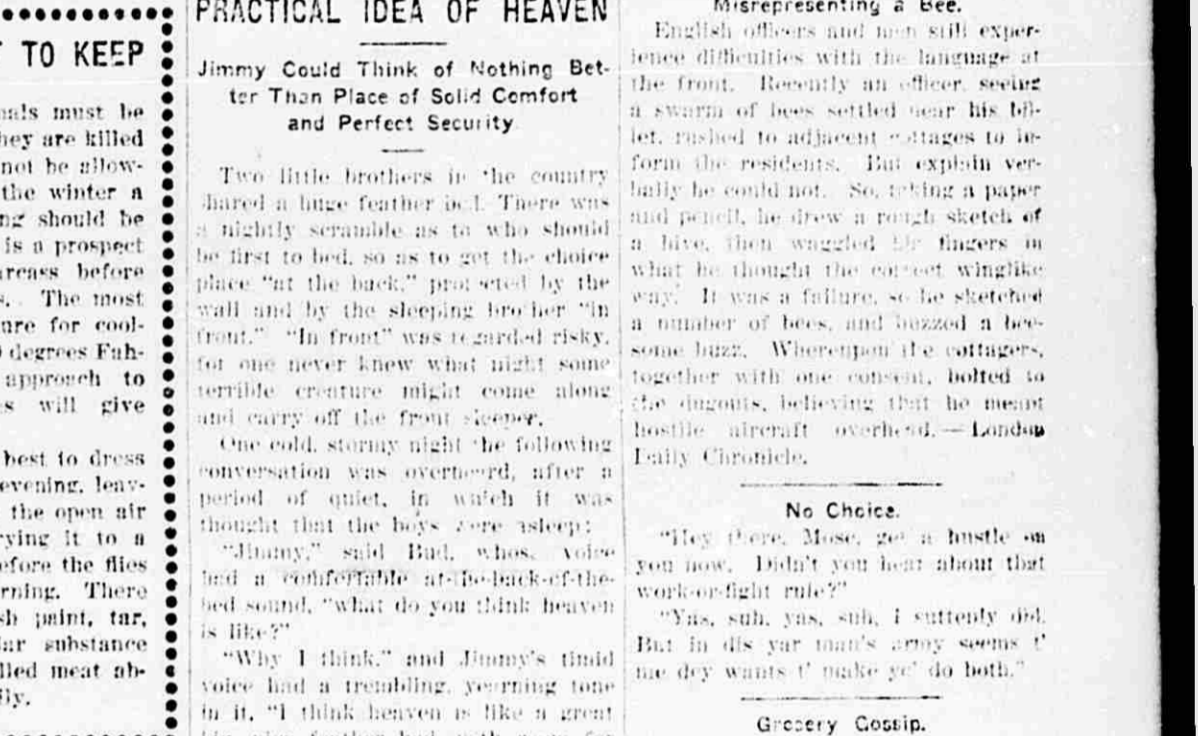 T TO KEEP
nals must be
hey are killed
not be allow-
the winter a
ng should be
is a prospect
arcass before
s. The most
ure for cool-
0 degrees Fah-
approach to
es will give
best to dress
evening, leav-
the open air
rying it to a
efore the flies
rning. There
sh paint, tar,
lar substance
lled meat ab-
lly.
PRACTICAL IDEA OF HEAVEN
Jimmy Could Think of Nothing Bet-
ter Than Place of Solid Comfort
and Perfect Security
Two little brothers in the country
shared a huge feather bed. There was
a nightly scramble as to who should
be first to bed, so as to get the choice
place "at the back," protected by the
wall and by the sleeping brother "in
front." "In front" was regarded risky,
for one never knew what night some
terrible creature might come along
and carry off the front sleeper.
One cold, stormy night the following
conversation was overheard, after a
period of quiet, in which it was
thought that the boys were asleep:
"Jimmy," said Bud, whose voice
had a comfortable at-the-back-of-the-
bed sound, "what do you think heaven
is like?"
"Why I think," and Jimmy's timid
voice had a trembling, yearning tone
in it, "I think heaven is like a great
Misrepresenting a Bee.
English officers and men still exper-
ience difficulties with the language at
the front. Recently an officer, seeing
a swarm of bees settled near his bil-
let, rushed to adjacent cottages to in-
form the residents. But explain ver-
bally he could not. So, taking a paper
and pencil, he drew a rough sketch of
a hive, then waggled his fingers in
what he thought the correct winglike
way. It was a failure, so he sketched
a number of bees, and buzzed a bee-
some buzz. Whereupon the cottagers,
together with one consent, bolted to
the dugouts, believing that he meant
hostile aircraft overhead.—London
Daily Chronicle.
No Choice.
"Hey there, Mose, get a hustle on
you now. Didn't you hear about that
work-or-fight rule?"
"Yas, suh, yas, suh, I suttenly did.
But in dis yar man's army seems t'
me dey wants t' make ye' do both."
Grocery Gossip.